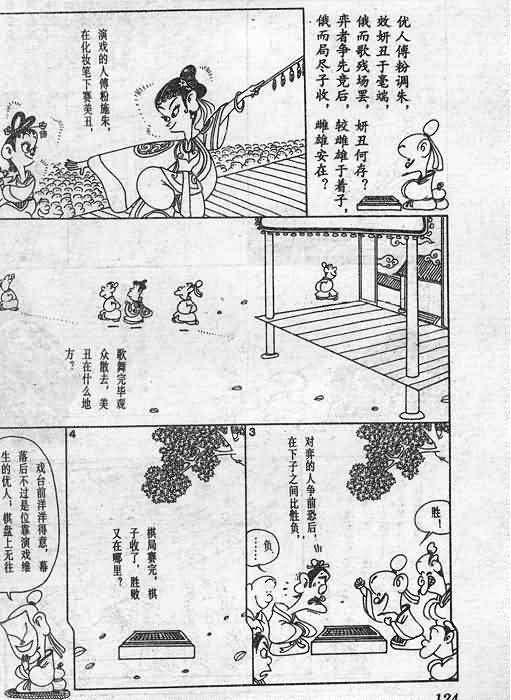 优人傅粉调朱，
效妍丑于毫端，
俄而歌残场罢，妍丑何存？
弈者争先竞后，较雌雄于着子，
俄而局尽子收，雌雄安在？
演戏的人傅粉施朱，
在化妆笔下赛美丑，
歌舞完毕观
众散去，美
丑在什么地
方？
3
对弈的人争前恐后，
在下子之间比胜负，
胜！
……负
4
棋局赛完，棋
子收了，胜败
又在哪里？
戏台前洋洋得意，幕
落后不过是位靠演戏维
生的优人；棋盘上无往
124